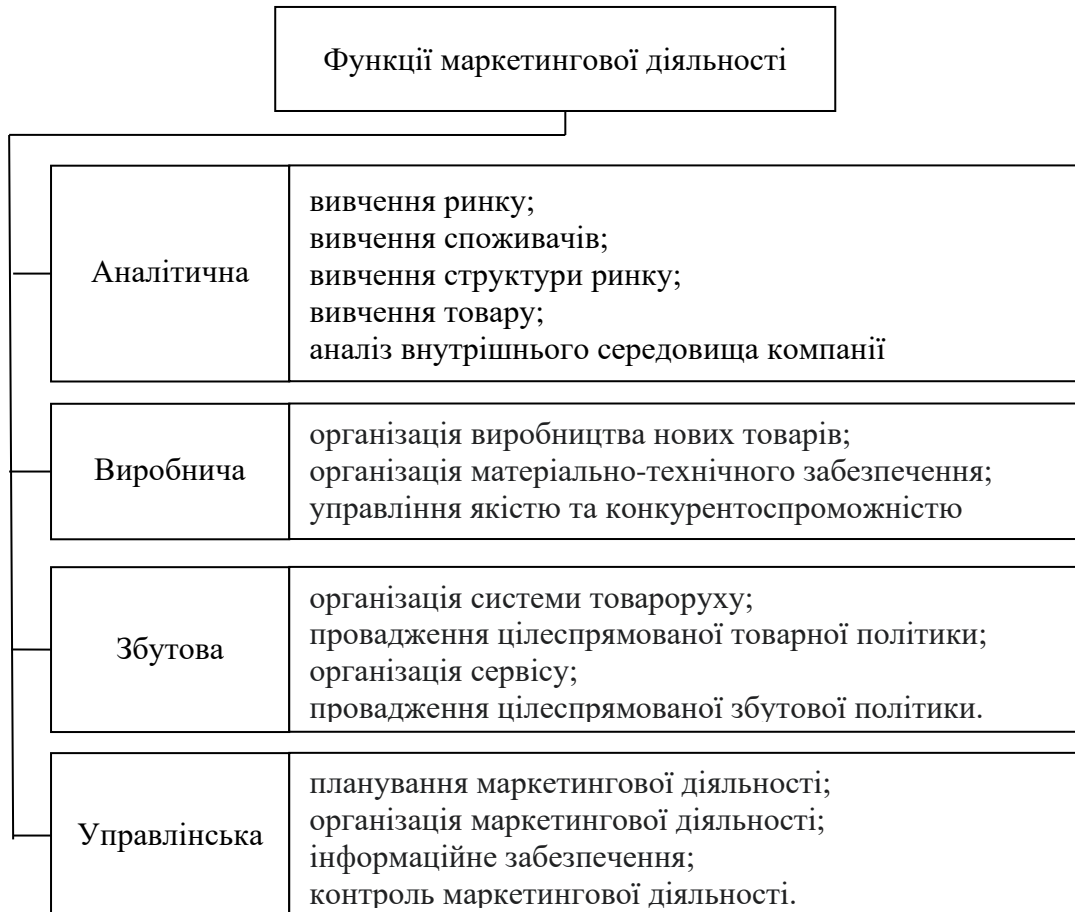 Функції маркетингової діяльності
Аналітична
вивчення ринку;
вивчення споживачів;
вивчення структури ринку;
вивчення товару;
аналіз внутрішнього середовища компанії
Виробнича
організація виробництва нових товарів;
організація матеріально-технічного забезпечення;
управління якістю та конкурентоспроможністю
Збутова
організація системи товароруху;
провадження цілеспрямованої товарної політики;
організація сервісу;
провадження цілеспрямованої збутової політики.
Управлінська
планування маркетингової діяльності;
організація маркетингової діяльності;
інформаційне забезпечення;
контроль маркетингової діяльності.